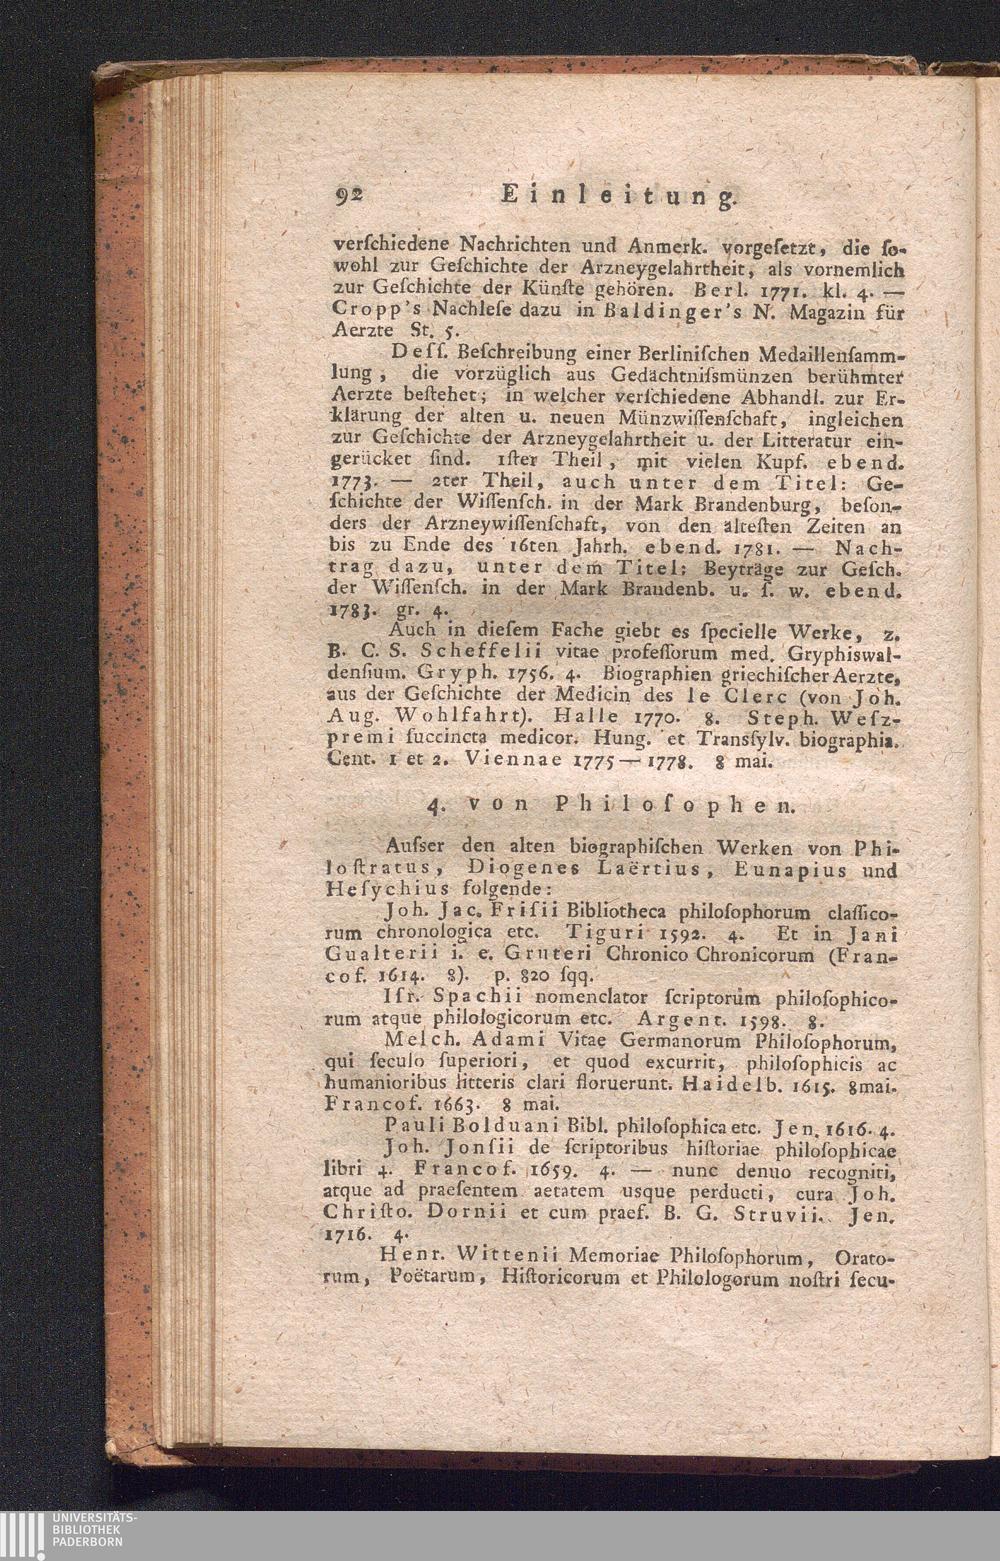 92 Einleitung.
verſchiedene Nachrichten und Anmerk. vorgeſetzt, die ſo-
wohl zur Geſchichte der Arzneygelahrtheit, als vornemlich
zur Geſchichte der Künſte gehören. Berl. 1771. kl. 4. —
Cropp's Nachleſe dazu in Baldinger's N. Magazin für
Aerzte St. 5.
Deſſ. Beſchreibung einer Berliniſchen Medaillenſamm-
lung, die vorzüglich aus Gedächtniſsmünzen berühmter
Aerzte beſtehet; in welcher verſchiedene Abhandl. zur Er-
klärung der alten u. neuen Münzwiſſenſchaft, ingleichen
zur Geſchichte der Arzneygelahrtheit u. der Litteratur ein-
gerücket ſind. 1ſter Theil, mit vielen Kupf. ebend.
1773. — 2ter Theil, auch unter dem Titel: Ge-
ſchichte der Wiſſenſch. in der Mark Brandenburg, beſon-
ders der Arzneywiſſenſchaft, von den älteſten Zeiten an
bis zu Ende des 16ten Jahrh. ebend. 1781. — Nach-
trag dazu, unter dem Titel: Beyträge zur Geſch.
der Wiſſenſch. in der Mark Braudenb. u. ſ. w. ebend.
1783. gr. 4.
Auch in dieſem Fache giebt es ſpecielle Werke, z.
B. C. S. Scheffelii vitae profeſſorum med. Gryphiswal-
denſium. Gryph. 1756. 4. Biographien griechiſcher Aerzte,
aus der Geſchichte der Medicin des le Clerc (von Joh.
Aug. Wohlfahrt). Halle 1770. 8. Steph. Weſz-
premi ſuccincta medicor. Hung. et Tranſylv. biographia.
Cent. 1 et 2. Viennae 1775 — 1778. 8 mai.
4. von Philoſophen.
Auſser den alten biographiſchen Werken von Phi-
loſtratus, Diogenes Laërtius, Eunapius und
Heſychius folgende:
Joh. Jac. Friſii Bibliotheca philoſophorum claſſico-
rum chronologica etc. Tiguri 1592. 4. Et in Jani
Gualterii i. e. Gruteri Chronico Chronicorum (Fran-
cof. 1614. 8). p. 820 ſqq.
Iſr. Spachii nomenclator ſcriptorum philoſophico-
rum atque philologicorum etc. Argent. 1598. 8.
Melch. Adami Vitae Germanorum Philoſophorum,
qui ſeculo ſuperiori, et quod excurrit, philoſophicis ac
humanioribus litteris clari floruerunt. Haidelb. 1615. 8mai.
Francof. 1663. 8 mai.
Pauli Bolduani Bibl. philoſophica etc. Jen. 1616. 4.
Joh. Jonſii de ſcriptoribus hiſtoriae philoſophicae
libri 4. Francof. 1659. 4. — nunc denuo recogniti,
atque ad praeſentem aetatem usque perducti, cura Joh.
Chriſto. Dornii et cum praef. B. G. Struvii. Jen.
1716. 4.
Henr. Wittenii Memoriae Philoſophorum, Orato-
rum, Poëtarum, Hiſtoricorum et Philologorum noſtri ſecu-
UNIVERSITÄTS-
BIBLIOTHEK
PADERBORN